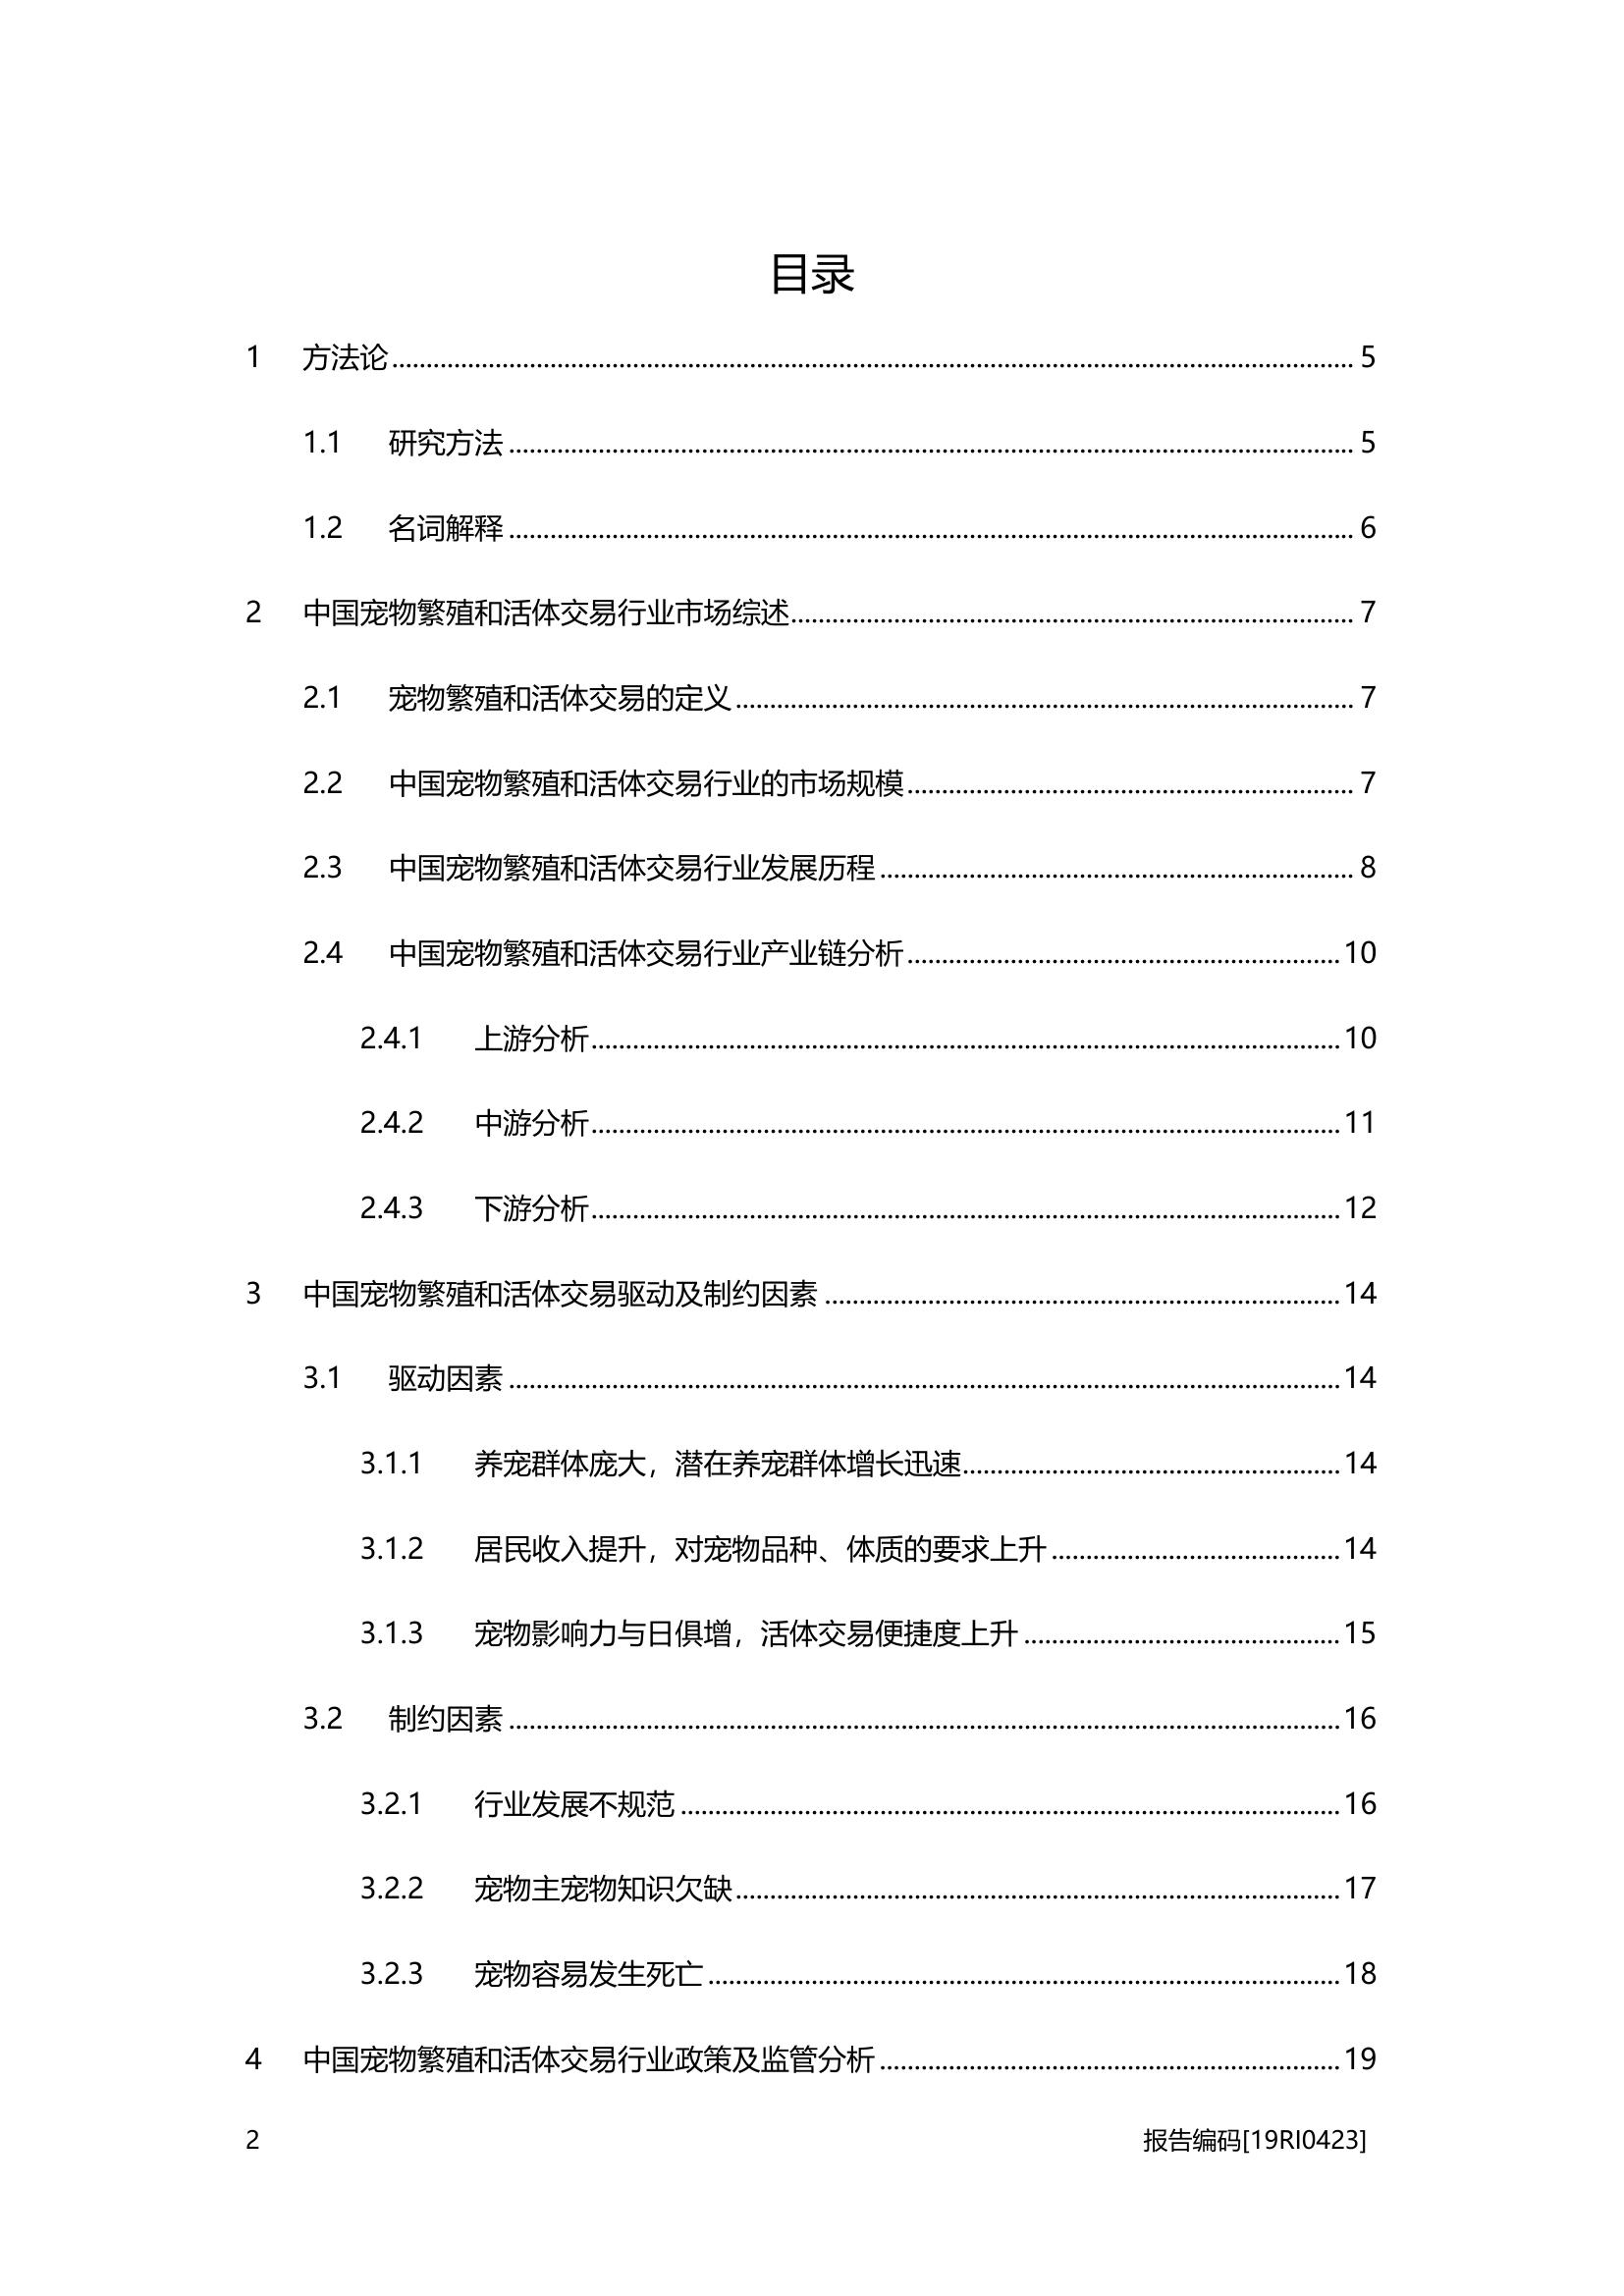 目录
1 方法论 5
1.1 研究方法 5
1.2 名词解释 6
2 中国宠物繁殖和活体交易行业市场综述 7
2.1 宠物繁殖和活体交易的定义 7
2.2 中国宠物繁殖和活体交易行业的市场规模 7
2.3 中国宠物繁殖和活体交易行业发展历程 8
2.4 中国宠物繁殖和活体交易行业产业链分析 10
2.4.1 上游分析 10
2.4.2 中游分析 11
2.4.3 下游分析 12
3 中国宠物繁殖和活体交易驱动及制约因素 14
3.1 驱动因素 14
3.1.1 养宠群体庞大，潜在养宠群体增长迅速 14
3.1.2 居民收入提升，对宠物品种、体质的要求上升 14
3.1.3 宠物影响力与日俱增，活体交易便捷度上升 15
3.2 制约因素 16
3.2.1 行业发展不规范 16
3.2.2 宠物主宠物知识欠缺 17
3.2.3 宠物容易发生死亡 18
4 中国宠物繁殖和活体交易行业政策及监管分析 19
2 报告编码[19RI0423]